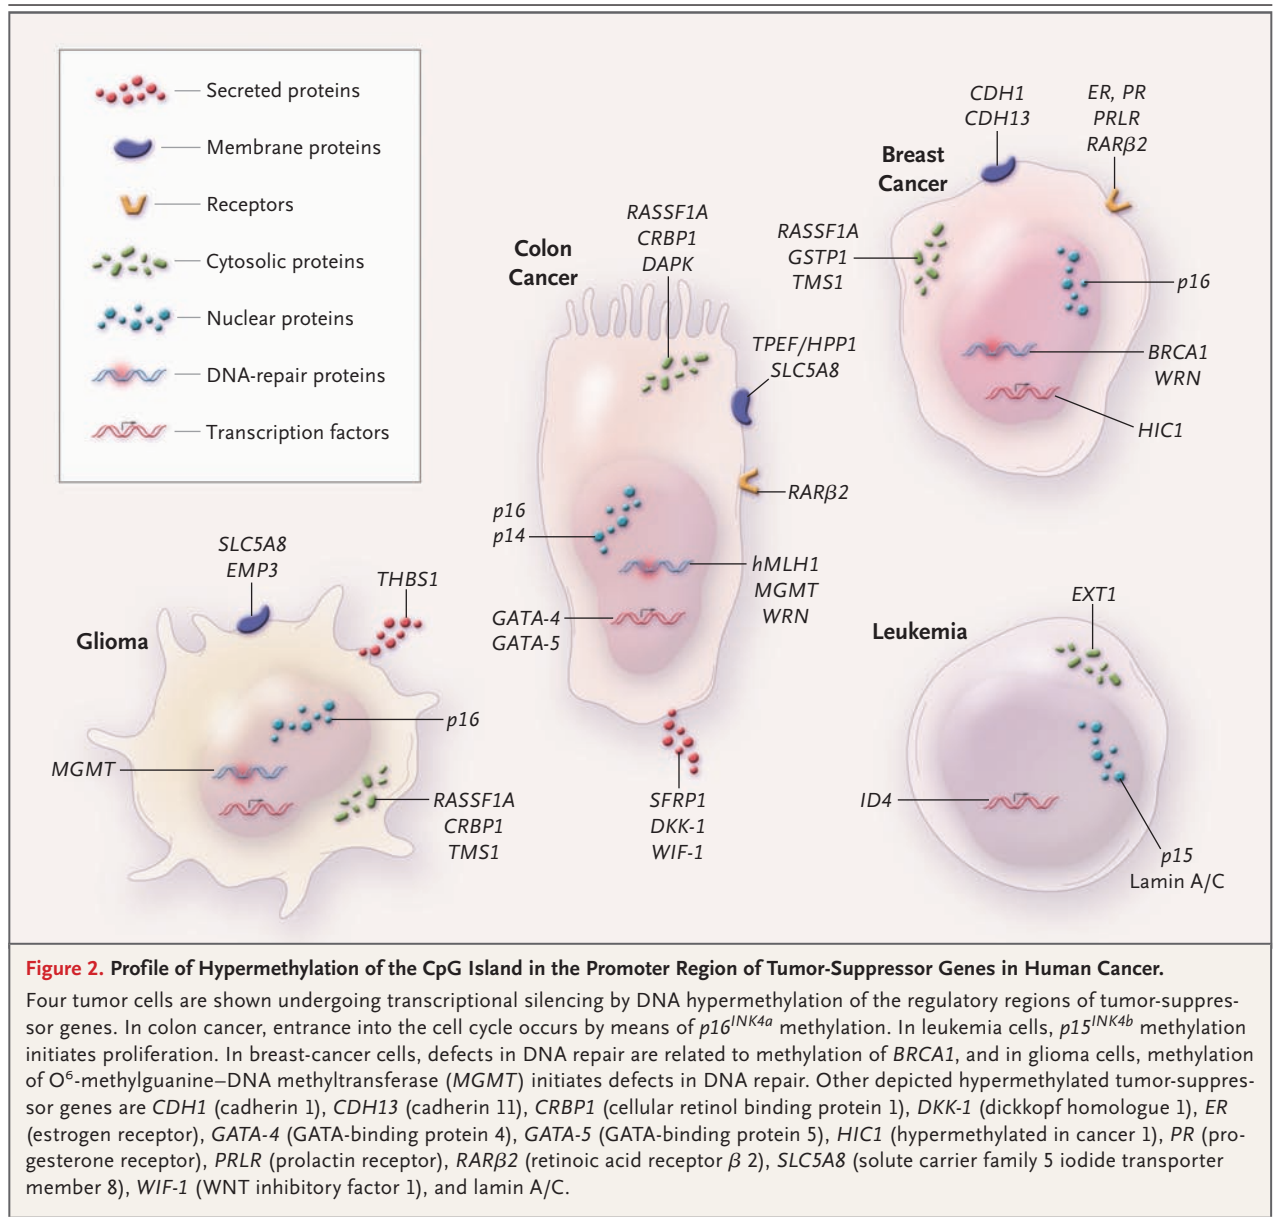 Secreted proteins
Membrane proteins
Receptors
Cytosolic proteins
Nuclear proteins
DNA-repair proteins
Transcription factors
Breast
Cancer
CDH1
CDH13
ER, PR
PRLR
RARβ2
RASSF1A
GSTP1
TMS1
p16
BRCA1
WRN
HIC1
Colon
Cancer
RASSF1A
CRBP1
DAPK
TPEF/HPP1
SLC5A8
RARβ2
p16
p14
hMLH1
MGMT
WRN
GATA-4
GATA-5
SFRP1
DKK-1
WIF-1
Glioma
SLC5A8
EMP3
THBS1
p16
MGMT
RASSF1A
CRBP1
TMS1
Leukemia
EXT1
ID4
p15
Lamin A/C
Figure 2. Profile of Hypermethylation of the CpG Island in the Promoter Region of Tumor-Suppressor Genes in Human Cancer.
Four tumor cells are shown undergoing transcriptional silencing by DNA hypermethylation of the regulatory regions of tumor-suppres-
sor genes. In colon cancer, entrance into the cell cycle occurs by means of p16^INK4a methylation. In leukemia cells, p15^INK4b methylation
initiates proliferation. In breast-cancer cells, defects in DNA repair are related to methylation of BRCA1, and in glioma cells, methylation
of O⁶-methylguanine–DNA methyltransferase (MGMT) initiates defects in DNA repair. Other depicted hypermethylated tumor-suppres-
sor genes are CDH1 (cadherin 1), CDH13 (cadherin 11), CRBP1 (cellular retinol binding protein 1), DKK-1 (dickkopf homologue 1), ER
(estrogen receptor), GATA-4 (GATA-binding protein 4), GATA-5 (GATA-binding protein 5), HIC1 (hypermethylated in cancer 1), PR (pro-
gesterone receptor), PRLR (prolactin receptor), RARβ2 (retinoic acid receptor β 2), SLC5A8 (solute carrier family 5 iodide transporter
member 8), WIF-1 (WNT inhibitory factor 1), and lamin A/C.